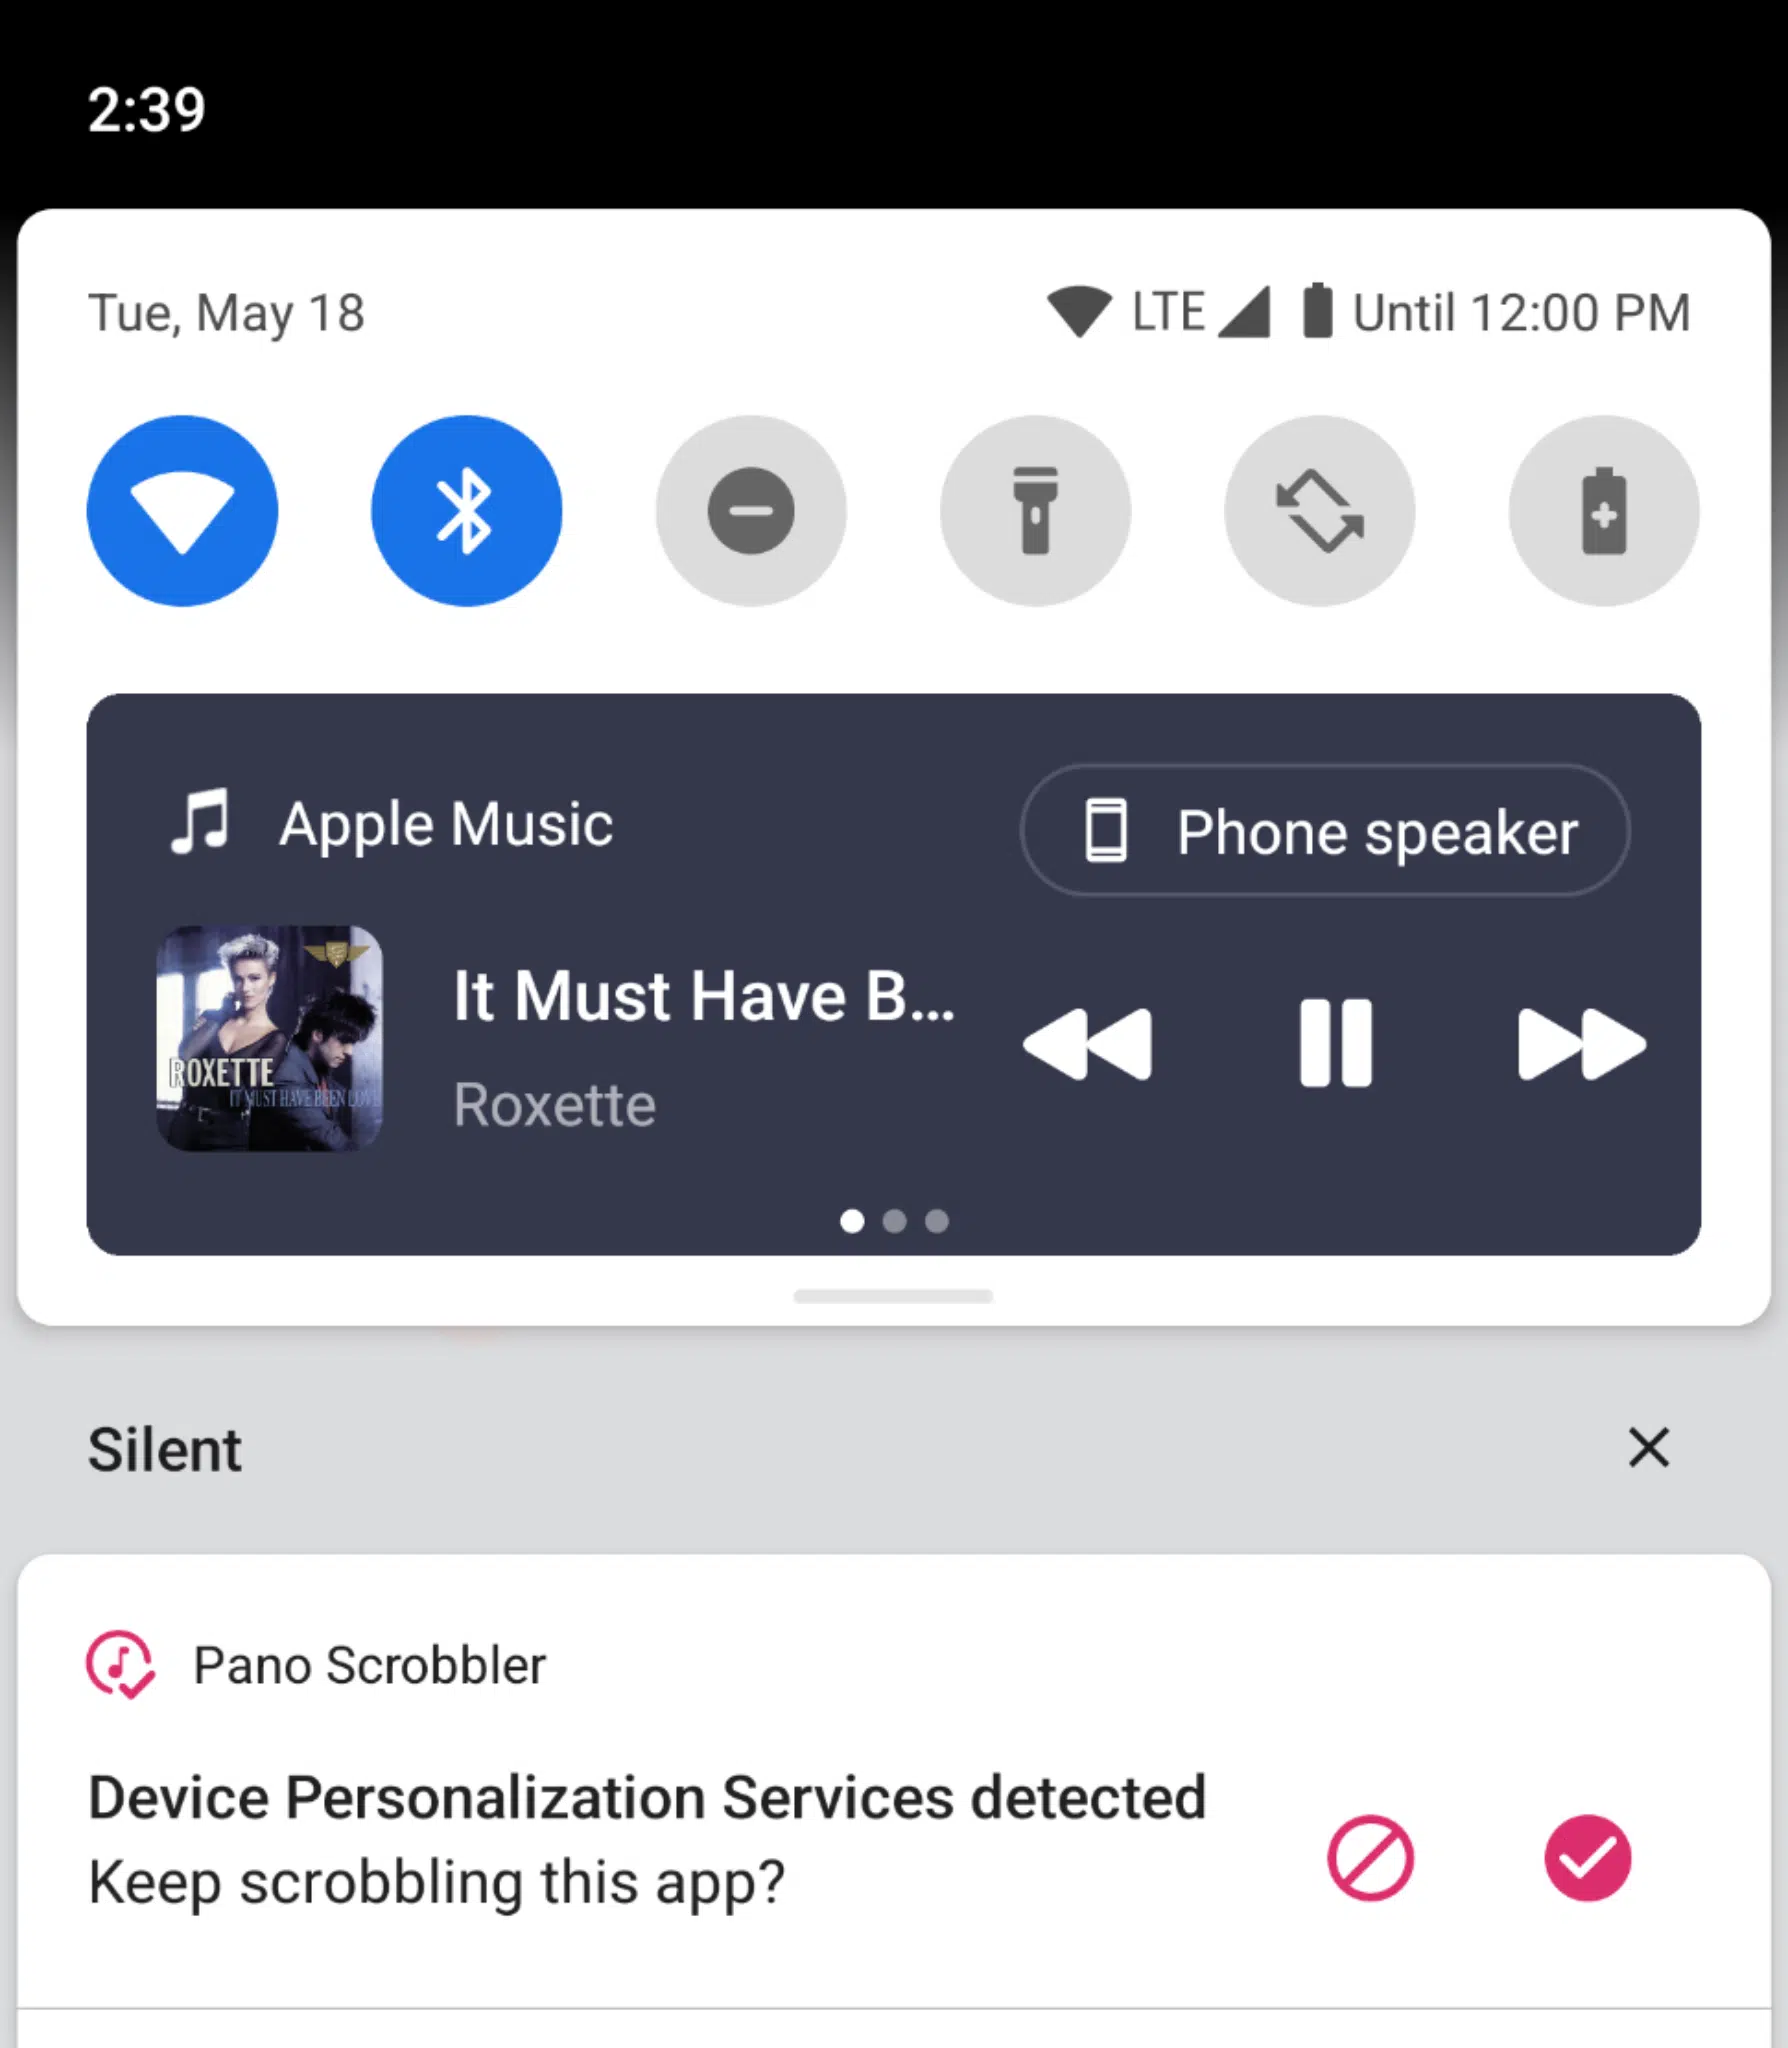 2:39
Tue, May 18
LTE
Until 12:00 PM
Apple Music
Phone speaker
It Must Have B...
Roxette
ROXETTE
IT MUST HAVE BEEN LOVE
Silent
Pano Scrobbler
Device Personalization Services detected
Keep scrobbling this app?